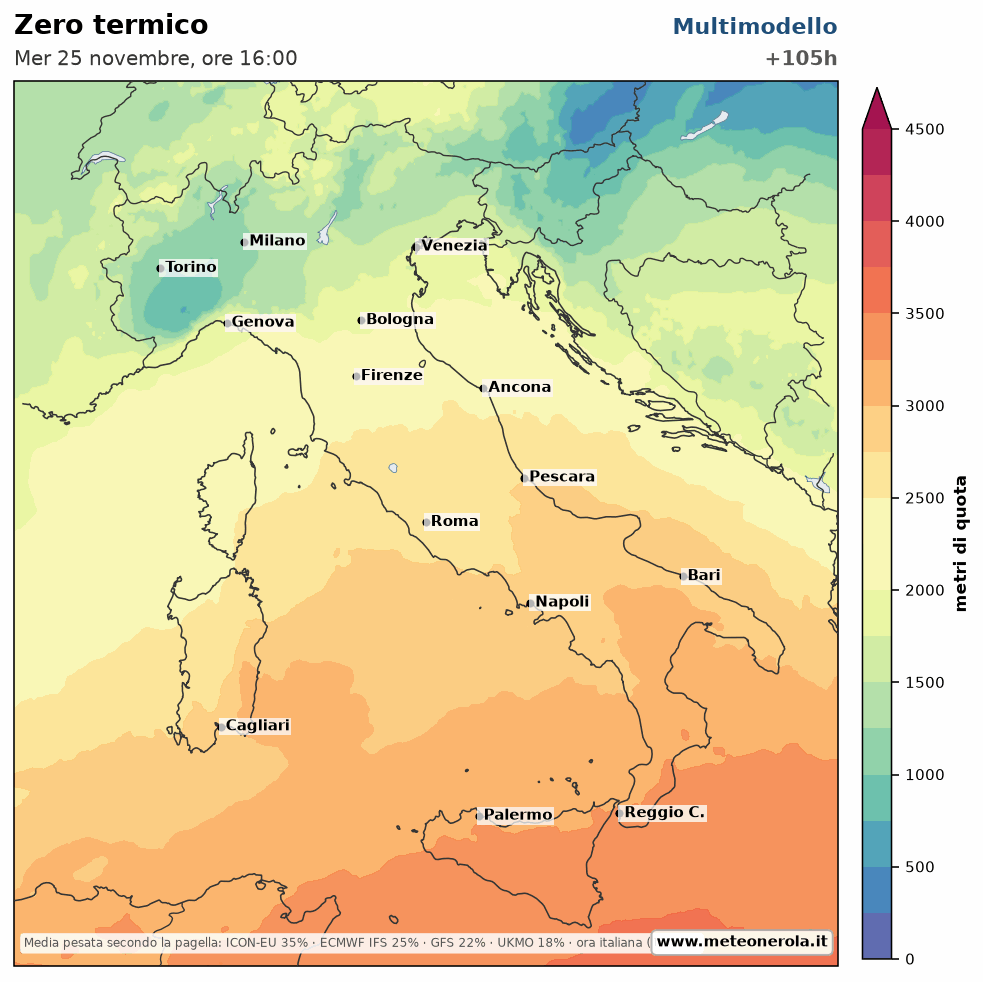 Zero termico
Multimodello
Mer 25 novembre, ore 16:00
+105h
Milano
Venezia
Torino
Genova
Bologna
Firenze
Ancona
Pescara
Roma
Bari
Napoli
Cagliari
Palermo
Reggio C.
4500
4000
3500
3000
2500
2000
1500
1000
500
0
metri di quota
Media pesata secondo la pagella: ICON-EU 35% · ECMWF IFS 25% · GFS 22% · UKMO 18% · ora italiana (
www.meteonerola.it